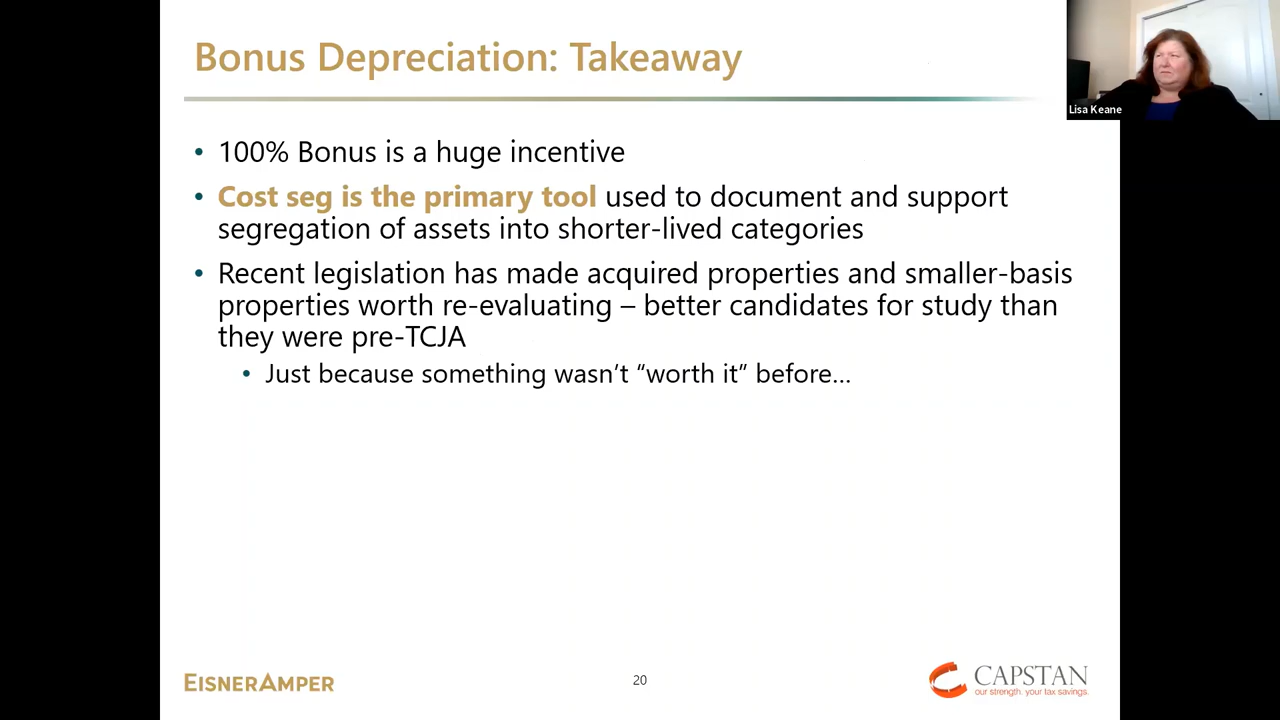 Bonus Depreciation: Takeaway
Lisa Keane
• 100% Bonus is a huge incentive
• Cost seg is the primary tool used to document and support
segregation of assets into shorter-lived categories
• Recent legislation has made acquired properties and smaller-basis
properties worth re-evaluating – better candidates for study than
they were pre-TCJA
• Just because something wasn’t “worth it” before…
EISNERAMPER
20
CAPSTAN
our strength. your tax savings.